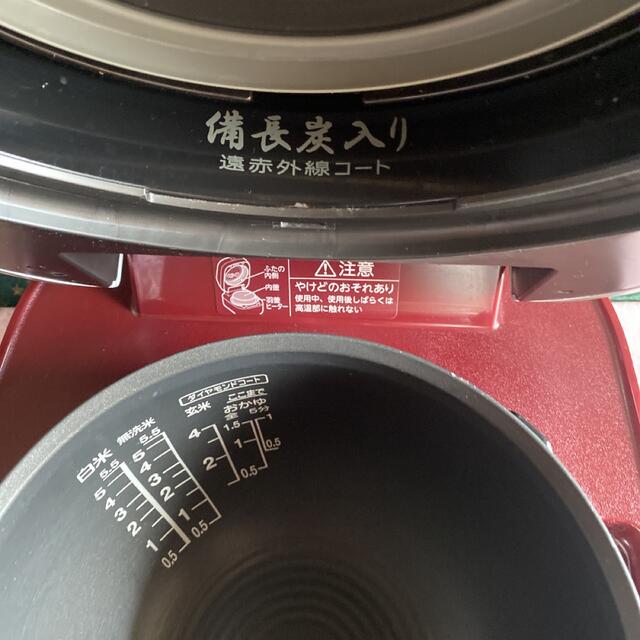 備長炭入り
遠赤外線コート
ふたの
内側
内釜
羽釜
ヒーター
注意
やけどのおそれあり
使用中、使用後しばらくは
高温部に触れない
ダイヤモンドコート
白米
5.5
5
4
3
2
1
0.5
無洗米
5.5
5
4
3
2
1
0.5
玄米
4
2
ここまで
おかゆ
全
1.5
1
0.5
5分
1
0.5